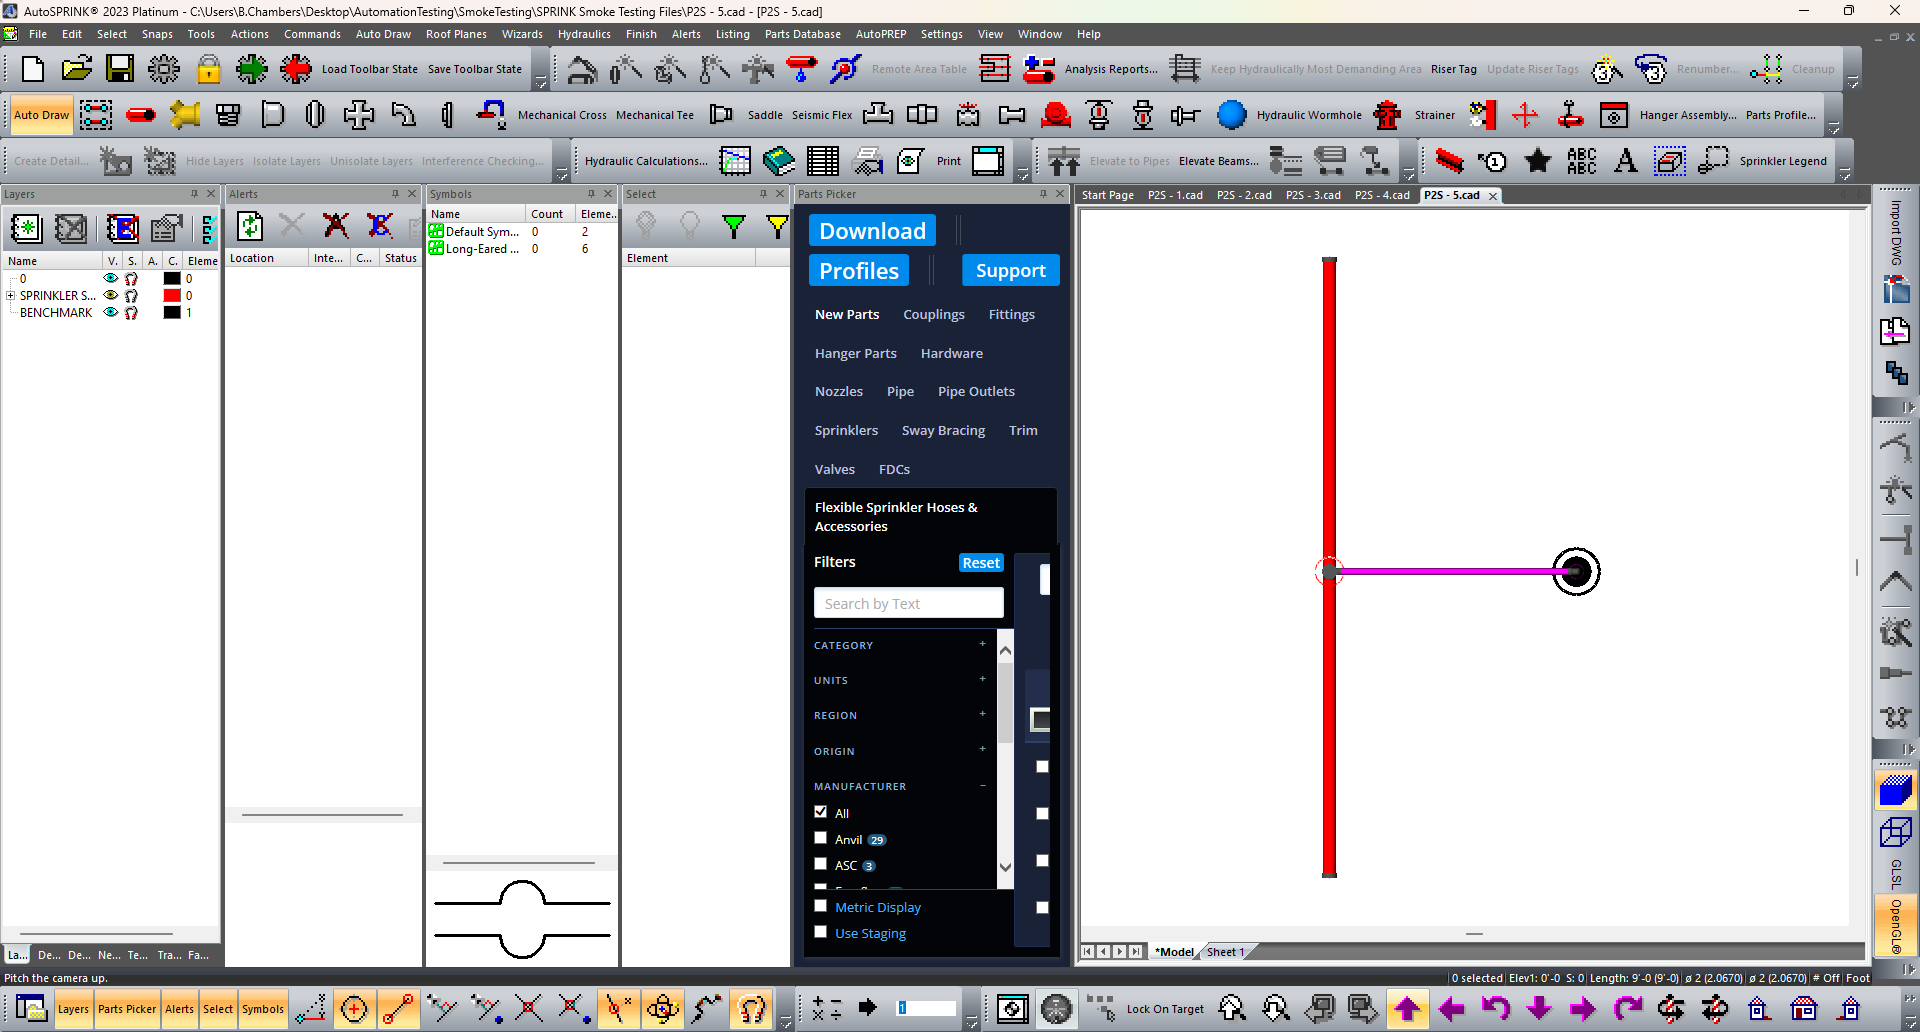 AutoSPRINK® 2023 Platinum - C:\Users\B.Chambers\Desktop\AutomationTesting\SmokeTesting\SPRINK Smoke Testing Files\P2S - 5.cad - [P2S - 5.cad]
File Edit Select Snaps Tools Actions Commands Auto Draw Roof Planes Wizards Hydraulics Finish Alerts Listing Parts Database AutoPREP Settings View Window Help
Load Toolbar State Save Toolbar State Remote Area Table Analysis Reports... Keep Hydraulically Most Demanding Area Riser Tag Update Riser Tags Renumber... Cleanup
Auto Draw Mechanical Cross Mechanical Tee Saddle Seismic Flex Hydraulic Wormhole Strainer Hanger Assembly... Parts Profile...
Create Detail... Hide Layers Isolate Layers Unisolate Layers Interference Checking... Hydraulic Calculations... Print Elevate to Pipes Elevate Beams... 1 ABC ABC A Sprinkler Legend
Layers
Name V. S. A. C. Eleme
0 0
SPRINKLER S... 0
BENCHMARK 1
La... De... De... Ne... Te... Tra... Fa...
Alerts
Location Inte... C... Status
Symbols
Name Count Eleme..
Default Sym... 0 2
Long-Eared ... 0 6
Select
Element
Parts Picker
Download
Profiles Support
New Parts Couplings Fittings
Hanger Parts Hardware
Nozzles Pipe Pipe Outlets
Sprinklers Sway Bracing Trim
Valves FDCs
Flexible Sprinkler Hoses &
Accessories
Filters Reset
Search by Text
CATEGORY +
UNITS +
REGION +
ORIGIN +
MANUFACTURER −
All
Anvil 29
ASC 3
Metric Display
Use Staging
Start Page P2S - 1.cad P2S - 2.cad P2S - 3.cad P2S - 4.cad P2S - 5.cad
*Model Sheet 1
Import DWG
GLSL
OpenGL®
Pitch the camera up.
0 selected Elev1: 0'-0 S: 0 Length: 9'-0 (9'-0) ø 2 (2.0670) ø 2 (2.0670) # Off Foot
Layers Parts Picker Alerts Select Symbols 1 Lock On Target